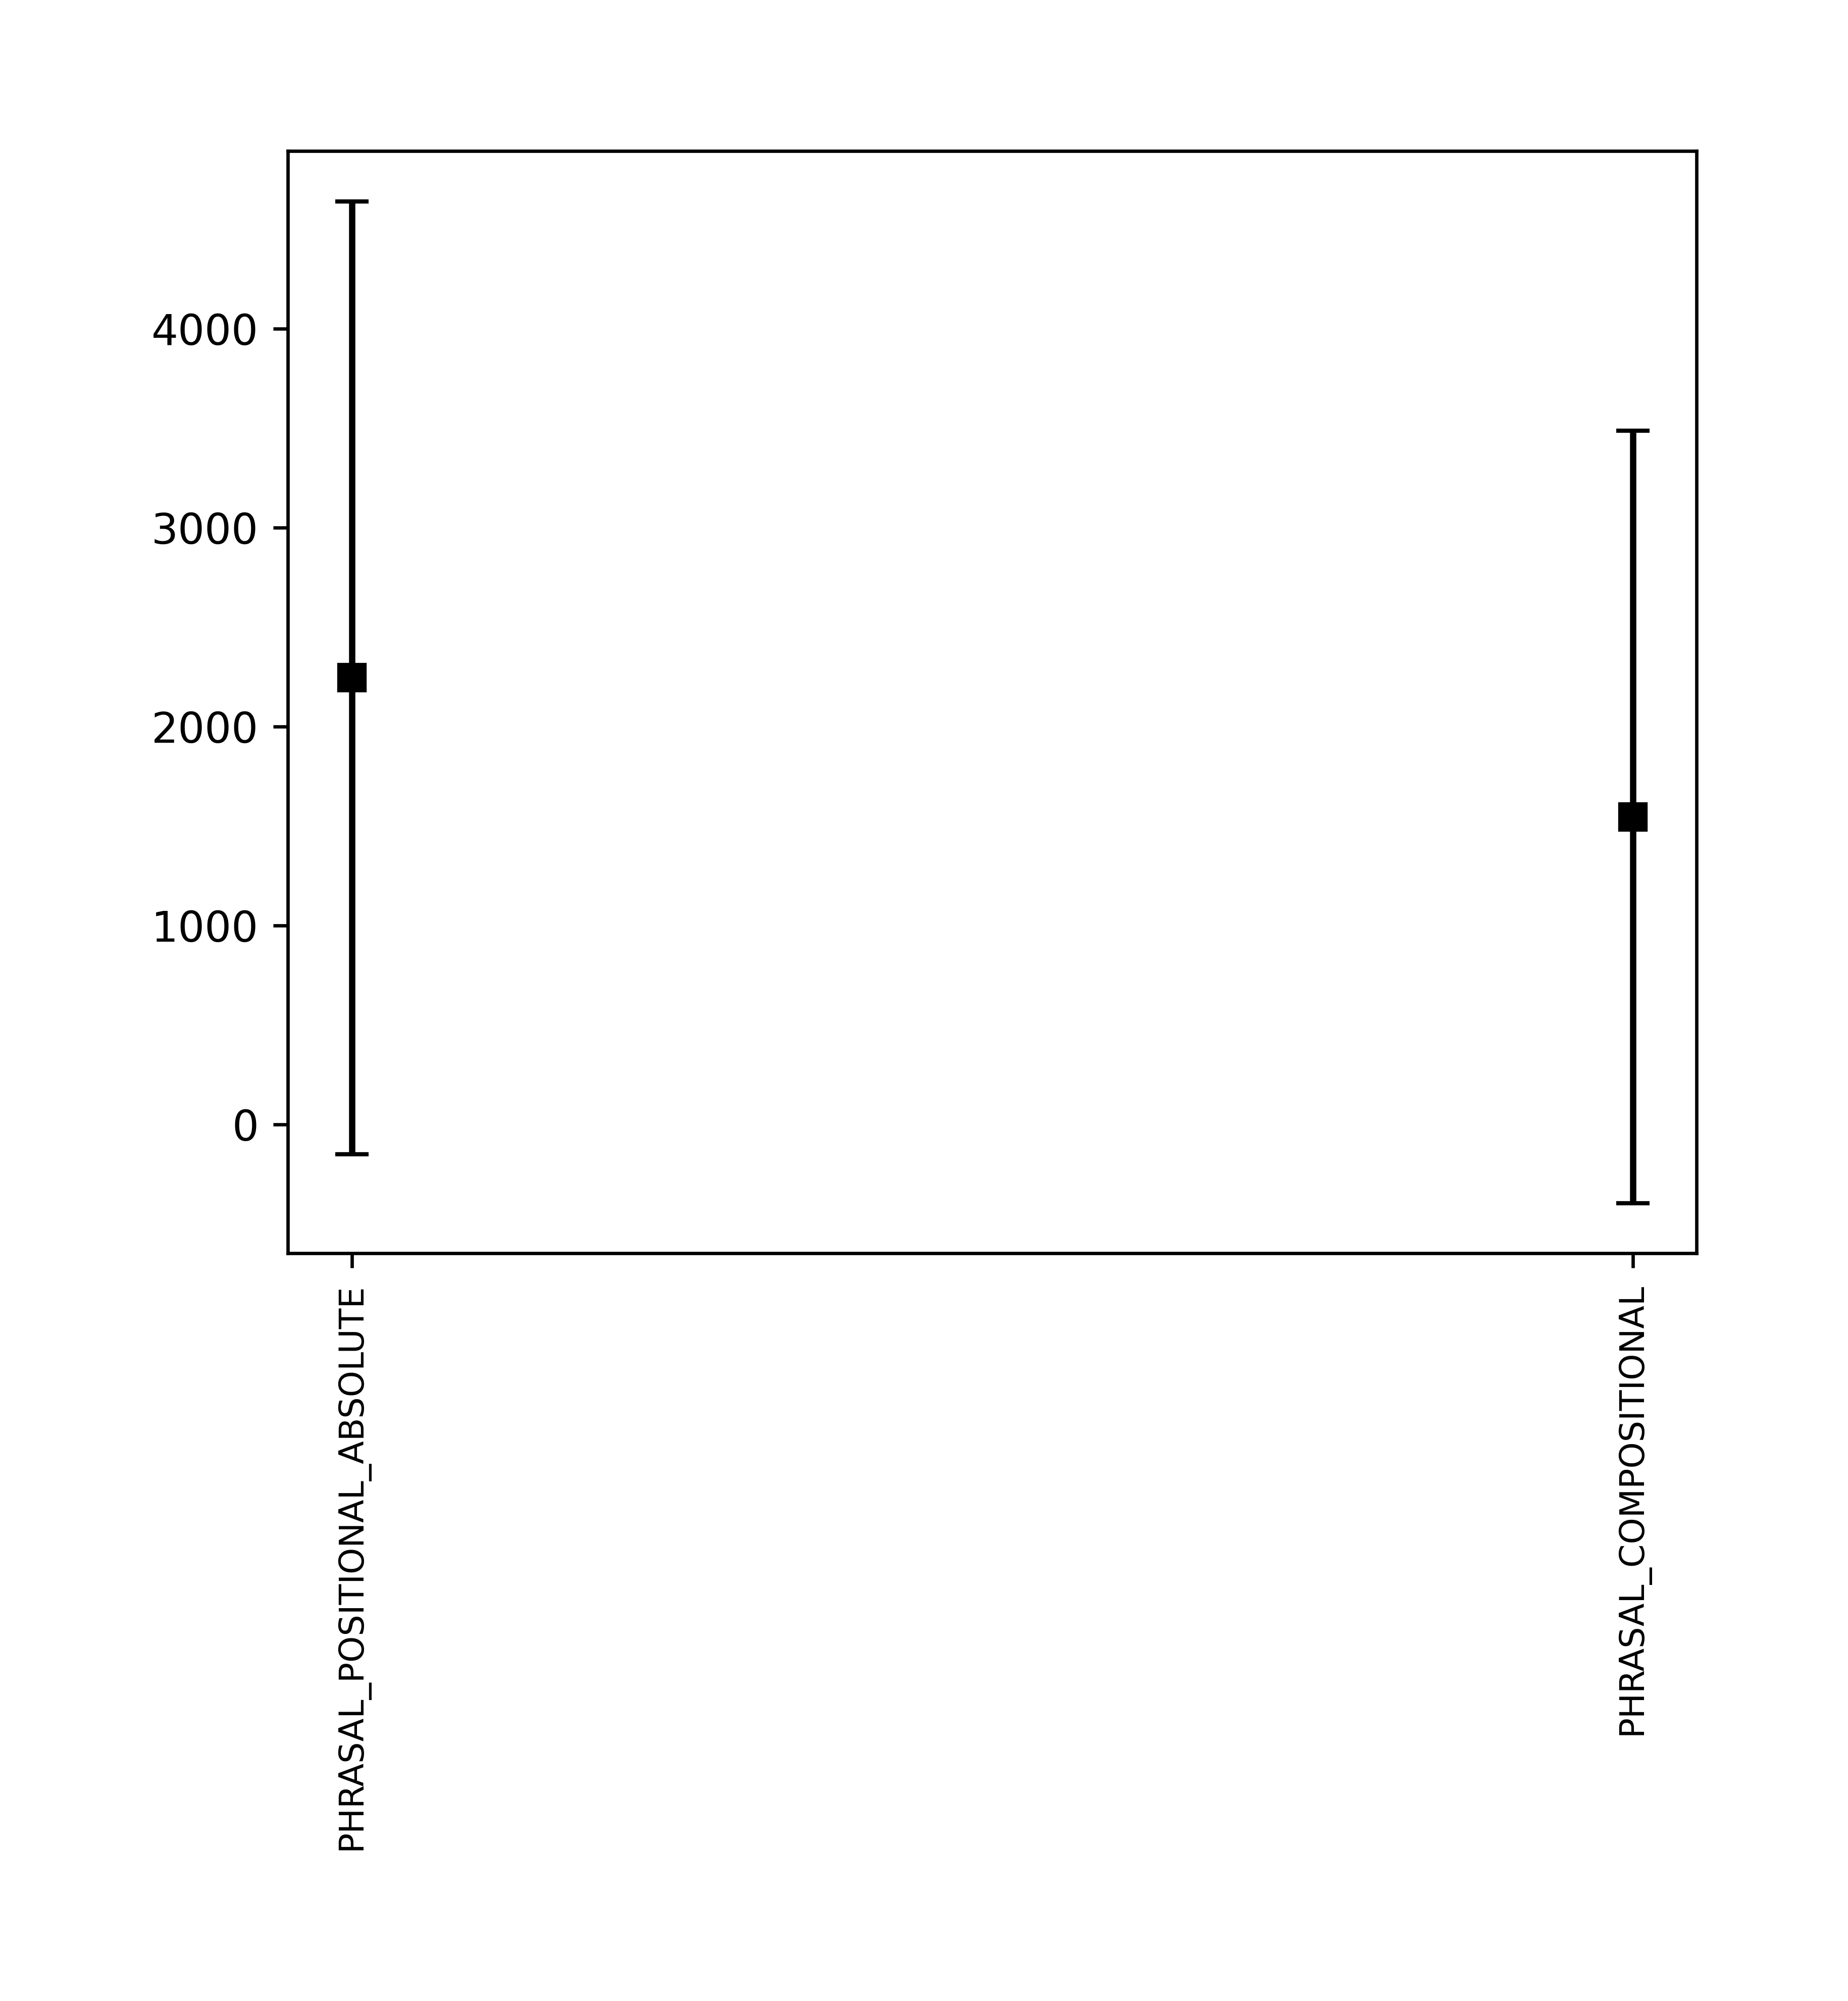 4000
3000
2000
1000
0
PHRASAL_POSITIONAL_ABSOLUTE
PHRASAL_COMPOSITIONAL